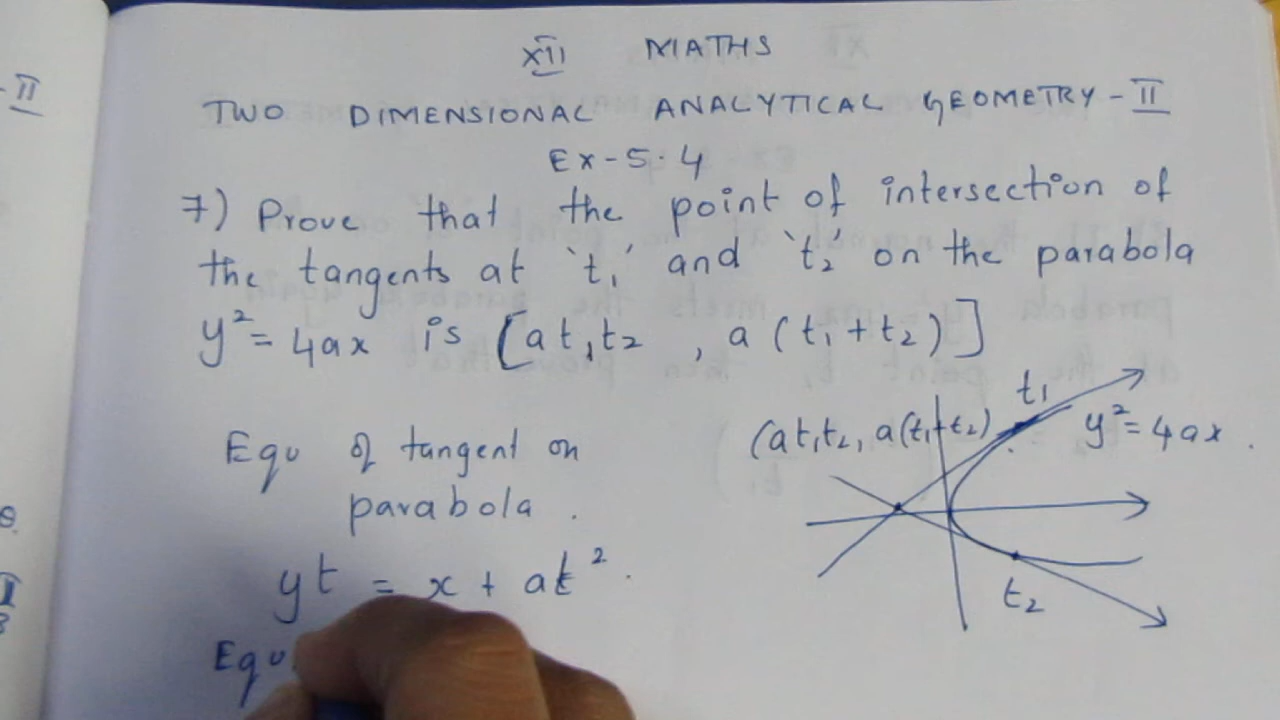 - II
XII MATHS
TWO DIMENSIONAL ANALYTICAL GEOMETRY - II
Ex - 5.4
7) Prove that the point of intersection of
the tangents at 't₁' and 't₂' on the parabola
y² = 4ax is [at₁t₂ , a(t₁+t₂)]
t₁
(at₁t₂, a(t₁+t₂)
y² = 4ax.
Equ of tangent on
parabola.
yt = x + at².
t₂
Equ